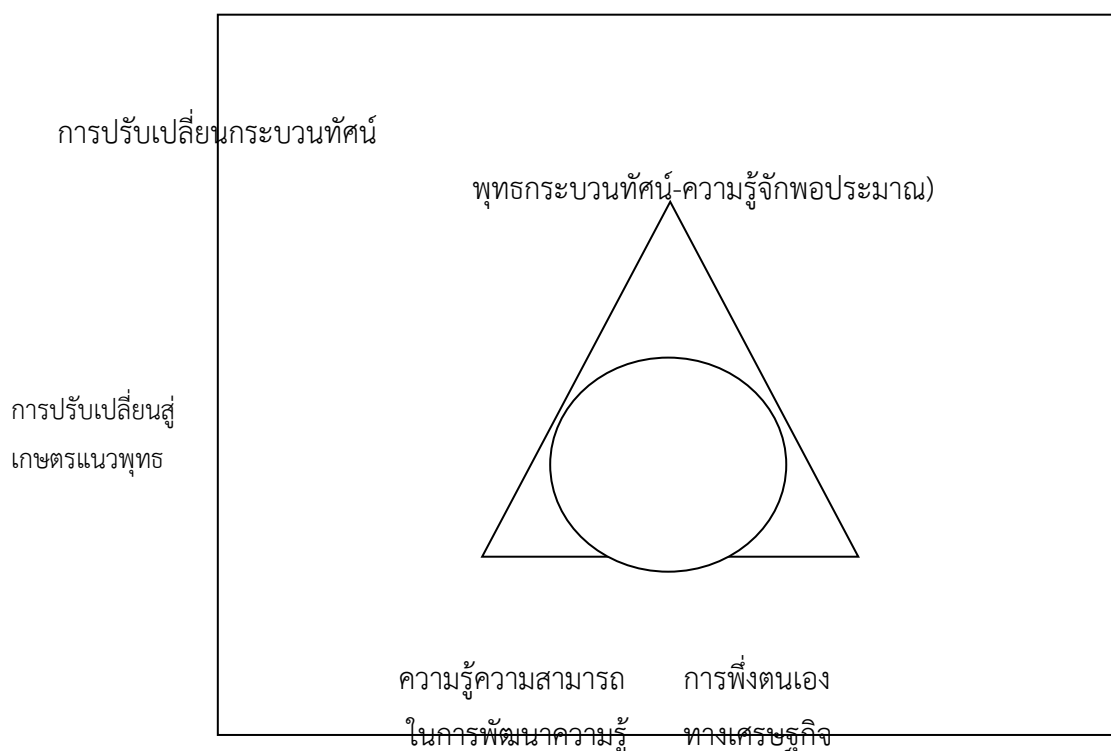 การปรับเปลี่ยนกระบวนทัศน์
พุทธกระบวนทัศน์-ความรู้จักพอประมาณ)
การปรับเปลี่ยนสู่
เกษตรแนวพุทธ
ความรู้ความสามารถ
ในการพัฒนาความรู้
การพึ่งตนเอง
ทางเศรษฐกิจ